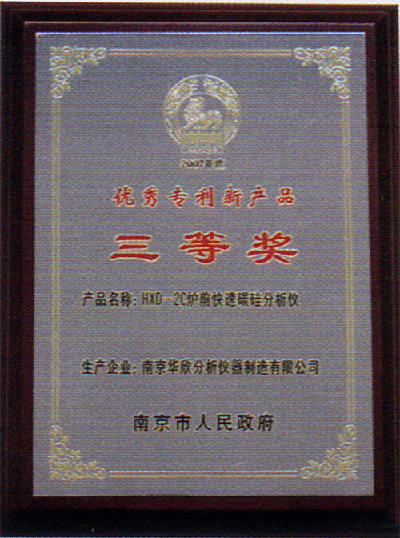 2007年度
优秀专利新产品
三等奖
产品名称：HXD-2C炉前快速碳硅分析仪
生产企业：南京华欣分析仪器制造有限公司
南京市人民政府